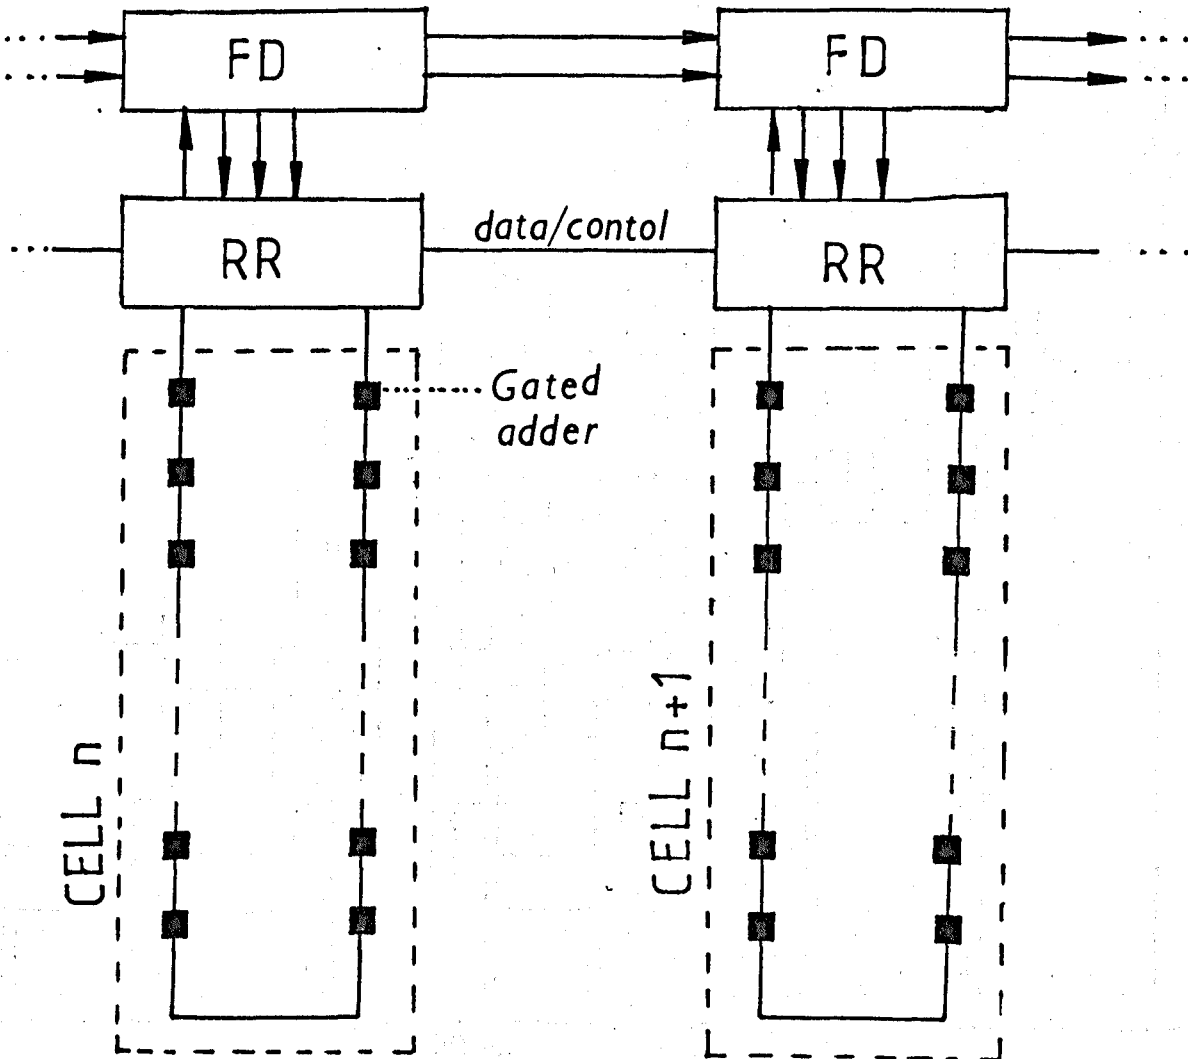 FD
FD
data/contol
RR
RR
Gated
adder
CELL n
CELL n+1